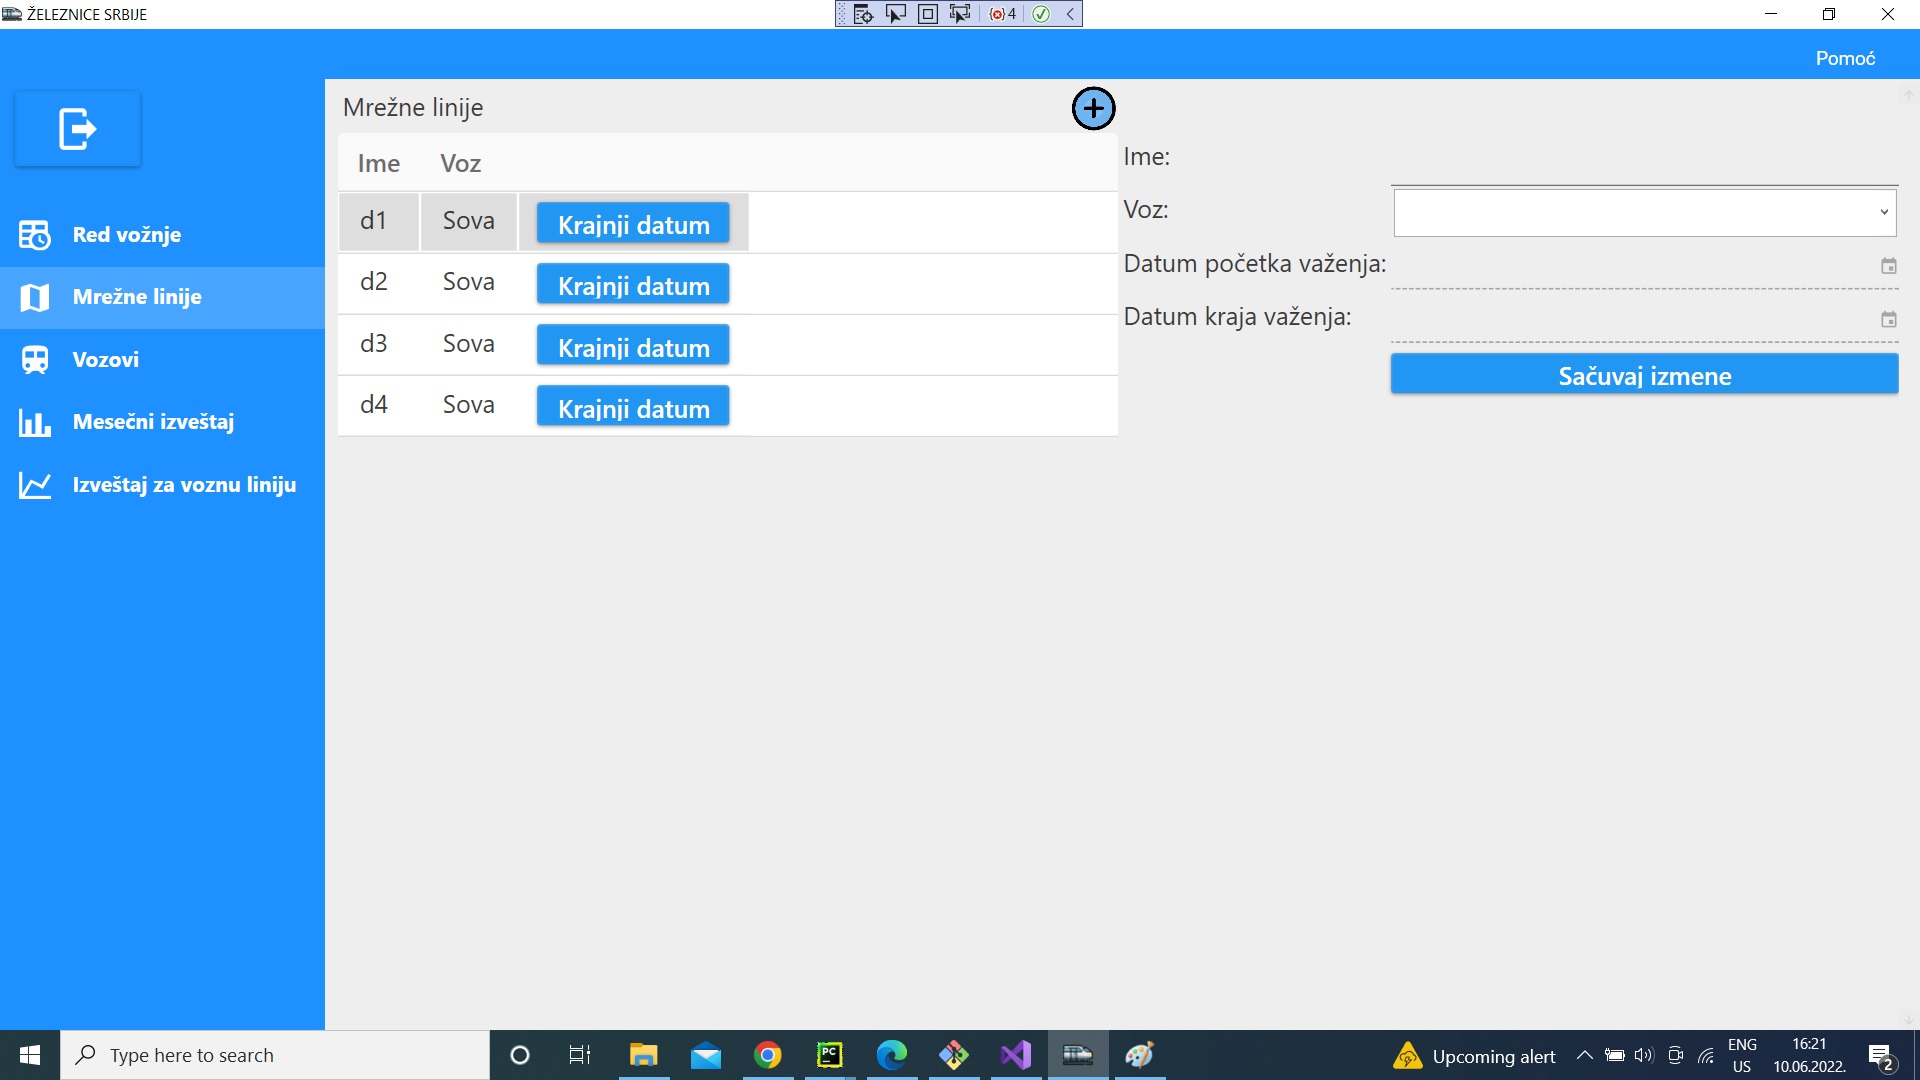 ŽELEZNICE SRBIJE
4
Pomoć
Red vožnje
Mrežne linije
Vozovi
Mesečni izveštaj
Izveštaj za voznu liniju
Mrežne linije
Ime Voz
d1 Sova Krajnji datum
d2 Sova Krajnji datum
d3 Sova Krajnji datum
d4 Sova Krajnji datum
Ime:
Voz:
Datum početka važenja:
Datum kraja važenja:
Sačuvaj izmene
Type here to search
PC
Upcoming alert
ENG
US
16:21
10.06.2022.
2